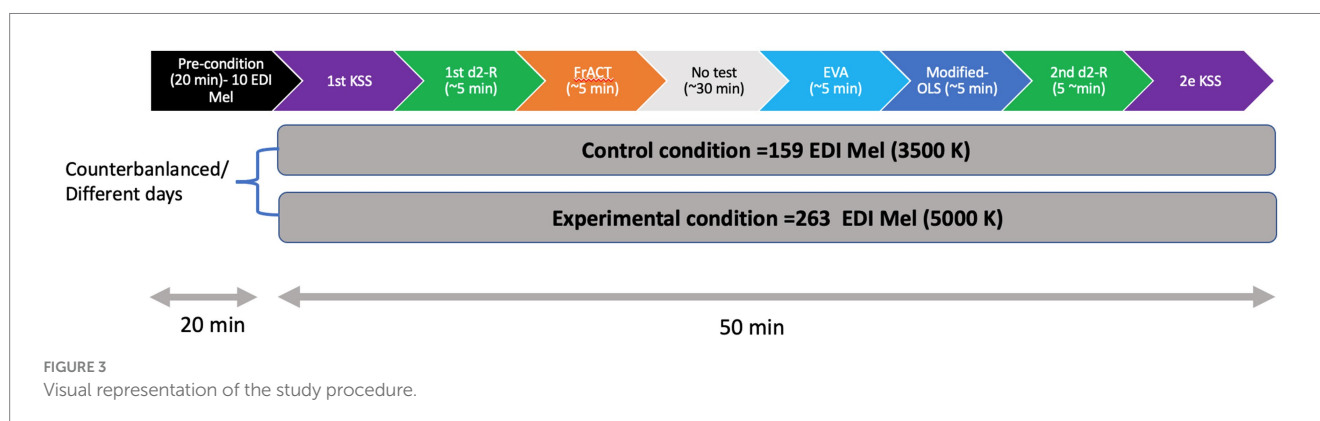 Pre-condition
(20 min)- 10 EDI
Mel
1st KSS
1st d2-R
(~5 min)
FrACT
(~5 min)
No test
(~30 min)
EVA
(~5 min)
Modified-
OLS (~5 min)
2nd d2-R
(5 ~min)
2e KSS
Counterbanlanced/
Different days
Control condition =159 EDI Mel (3500 K)
Experimental condition =263 EDI Mel (5000 K)
20 min
50 min
FIGURE 3
Visual representation of the study procedure.